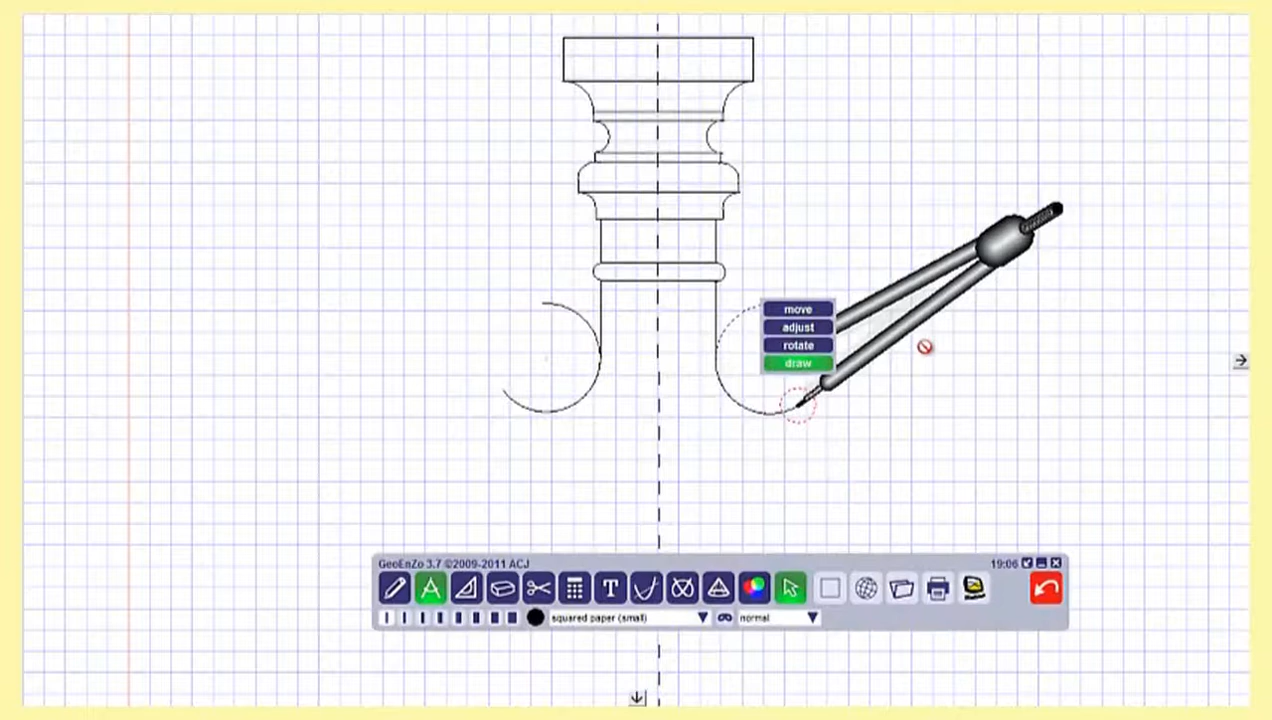 move
adjust
rotate
draw
GeoEnZo 3.7 ©2009-2011 ACJ
19:06
T
squared paper (small)
normal